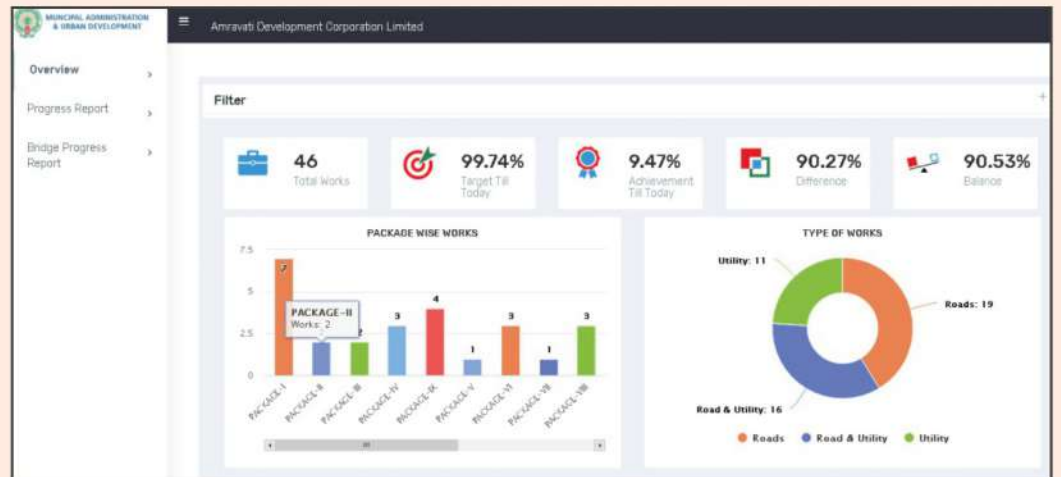 MUNCIPAL ADMINISTRATION
& URBAN DEVELOPMENT
Amravati Development Corporation Limited
Overview
Progress Report
Bridge Progress
Report
Filter
46
Total Works
99.74%
Target Till
Today
9.47%
Achievement
Till Today
90.27%
Difference
90.53%
Balance
PACKAGE WISE WORKS
7.5
5
2.5
0
7
PACKAGE-II
Works: 2
2
3
4
1
3
1
3
PACKAGE-I
PACKAGE-II
PACKAGE-III
PACKAGE-IV
PACKAGE-IX
PACKAGE-V
PACKAGE-VI
PACKAGE-VII
PACKAGE-VIII
TYPE OF WORKS
Utility: 11
Roads: 19
Road & Utility: 16
Roads
Road & Utility
Utility